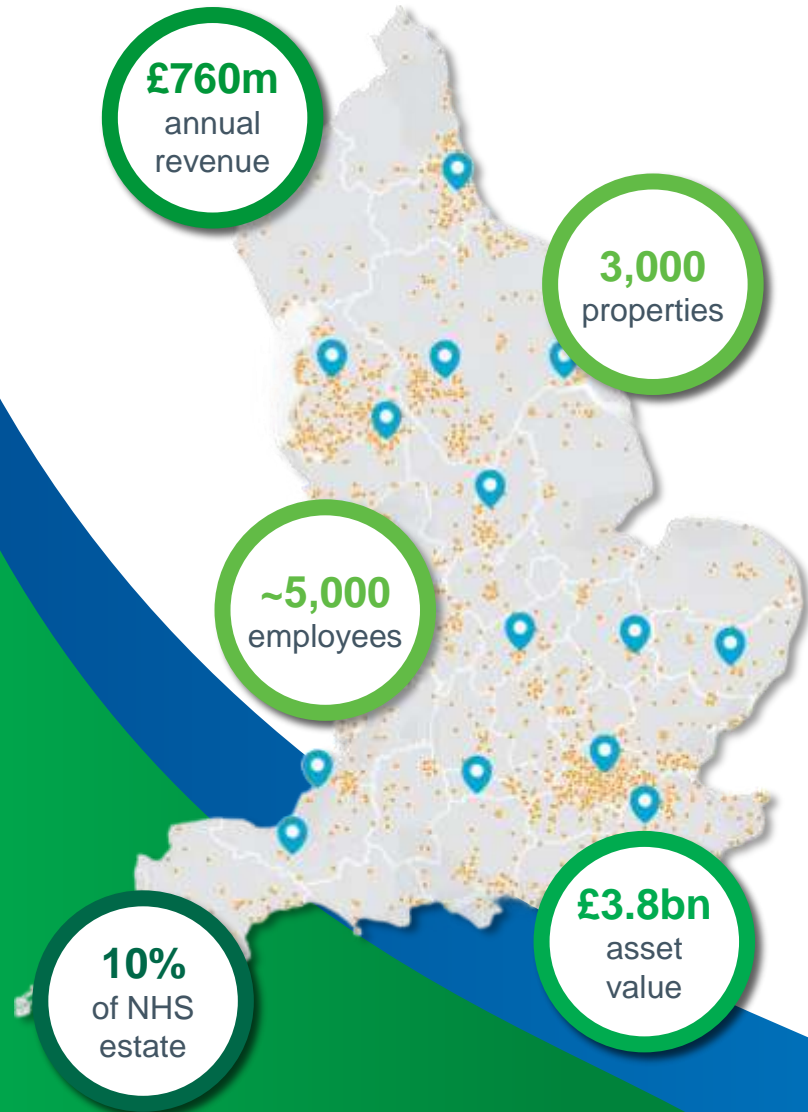 £760m
annual
revenue
3,000
properties
~5,000
employees
£3.8bn
asset
value
10%
of NHS
estate